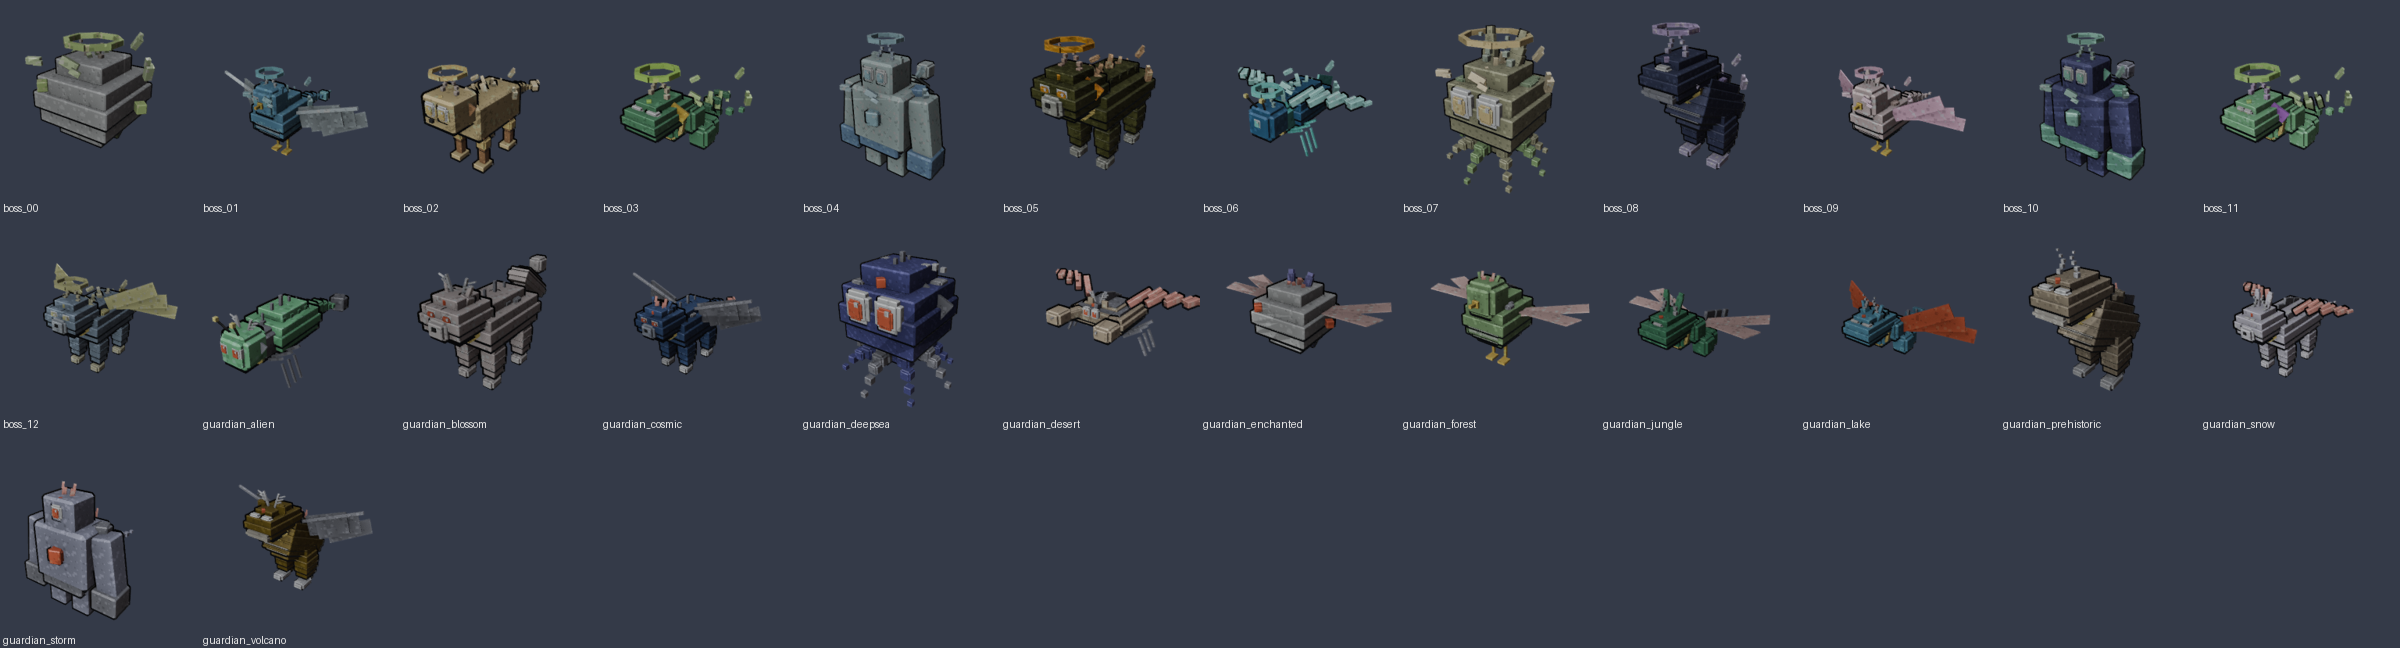 boss_00 boss_01 boss_02 boss_03 boss_04 boss_05 boss_06 boss_07 boss_08 boss_09 boss_10 boss_11
boss_12 guardian_alien guardian_blossom guardian_cosmic guardian_deepsea guardian_desert guardian_enchanted guardian_forest guardian_jungle guardian_lake guardian_prehistoric guardian_snow
guardian_storm guardian_volcano